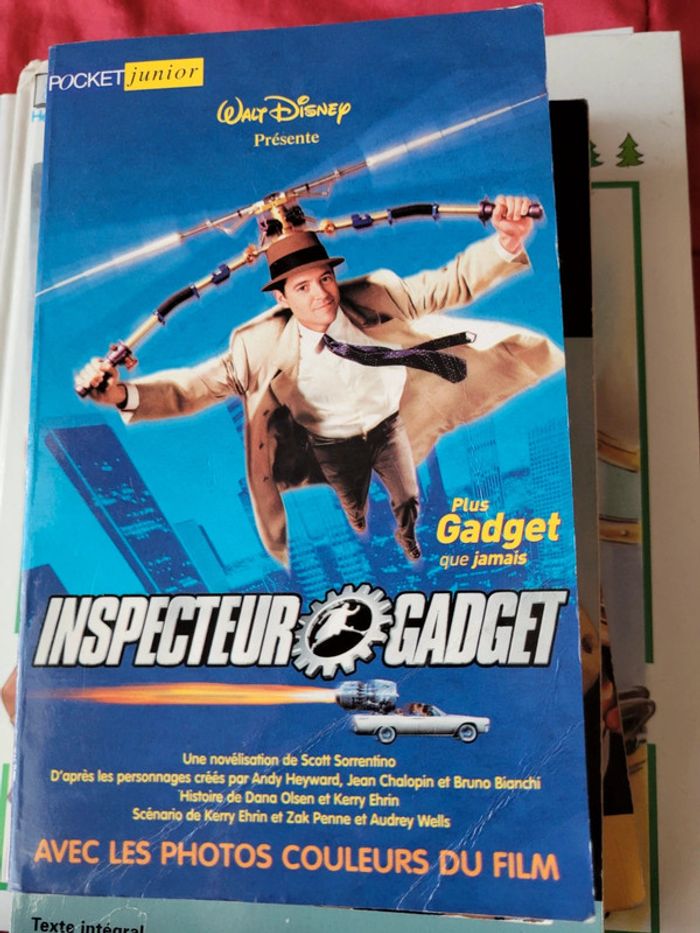 POCKET junior
WALT DISNEY
Présente
Plus
Gadget
que jamais
INSPECTEUR GADGET
Une novélisation de Scott Sorrentino
D'après les personnages créés par Andy Heyward, Jean Chalopin et Bruno Bianchi
Histoire de Dana Olsen et Kerry Ehrin
Scénario de Kerry Ehrin et Zak Penne et Audrey Wells
AVEC LES PHOTOS COULEURS DU FILM
Texte intégral